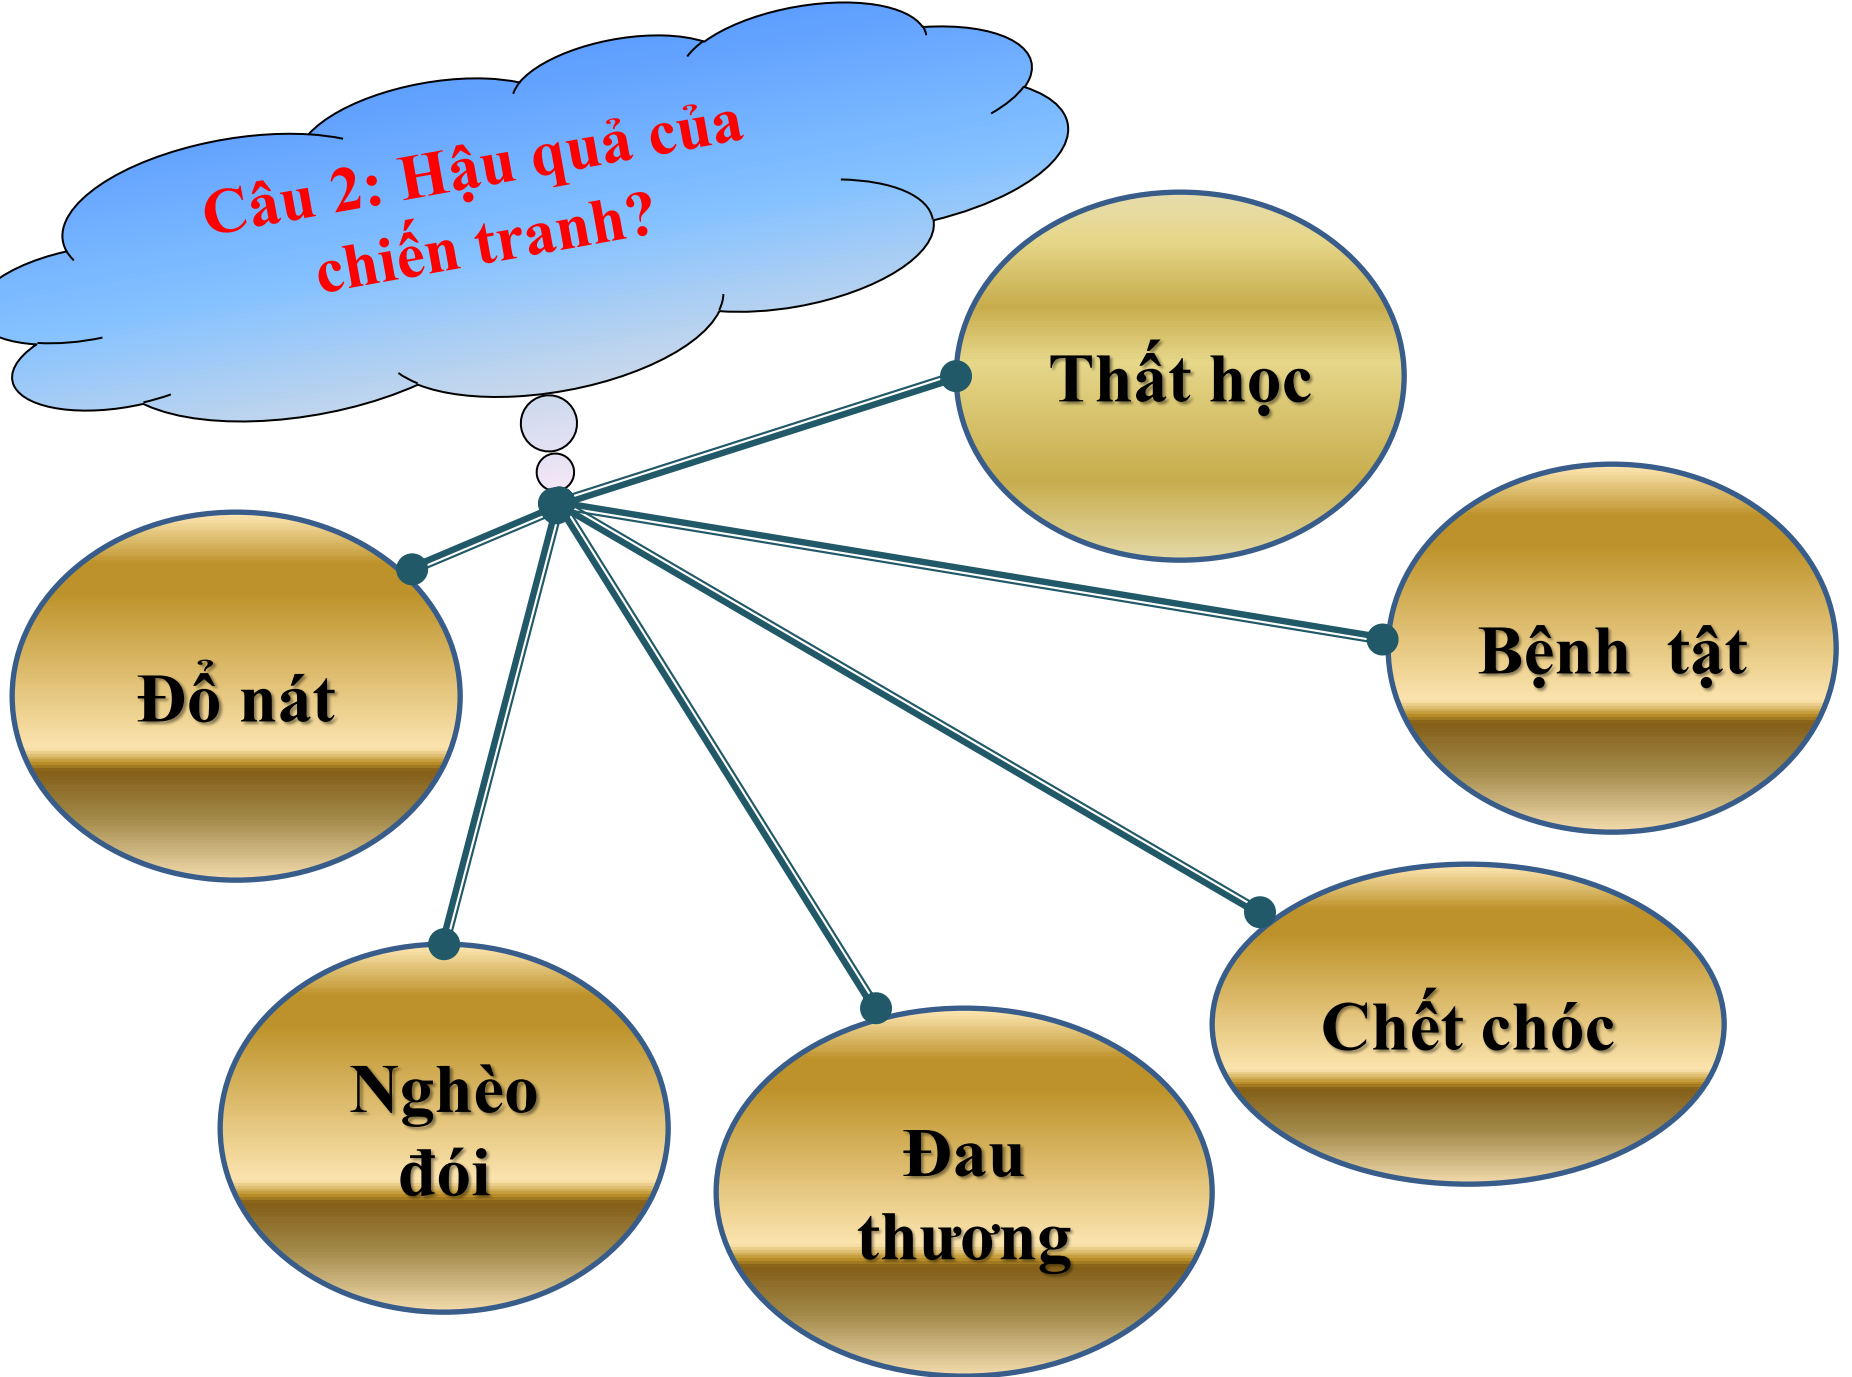 Câu 2: Hậu quả của
chiến tranh?
Thất học
Bệnh  tật
Đổ nát
Chết chóc
Nghèo
đói
Đau
thương